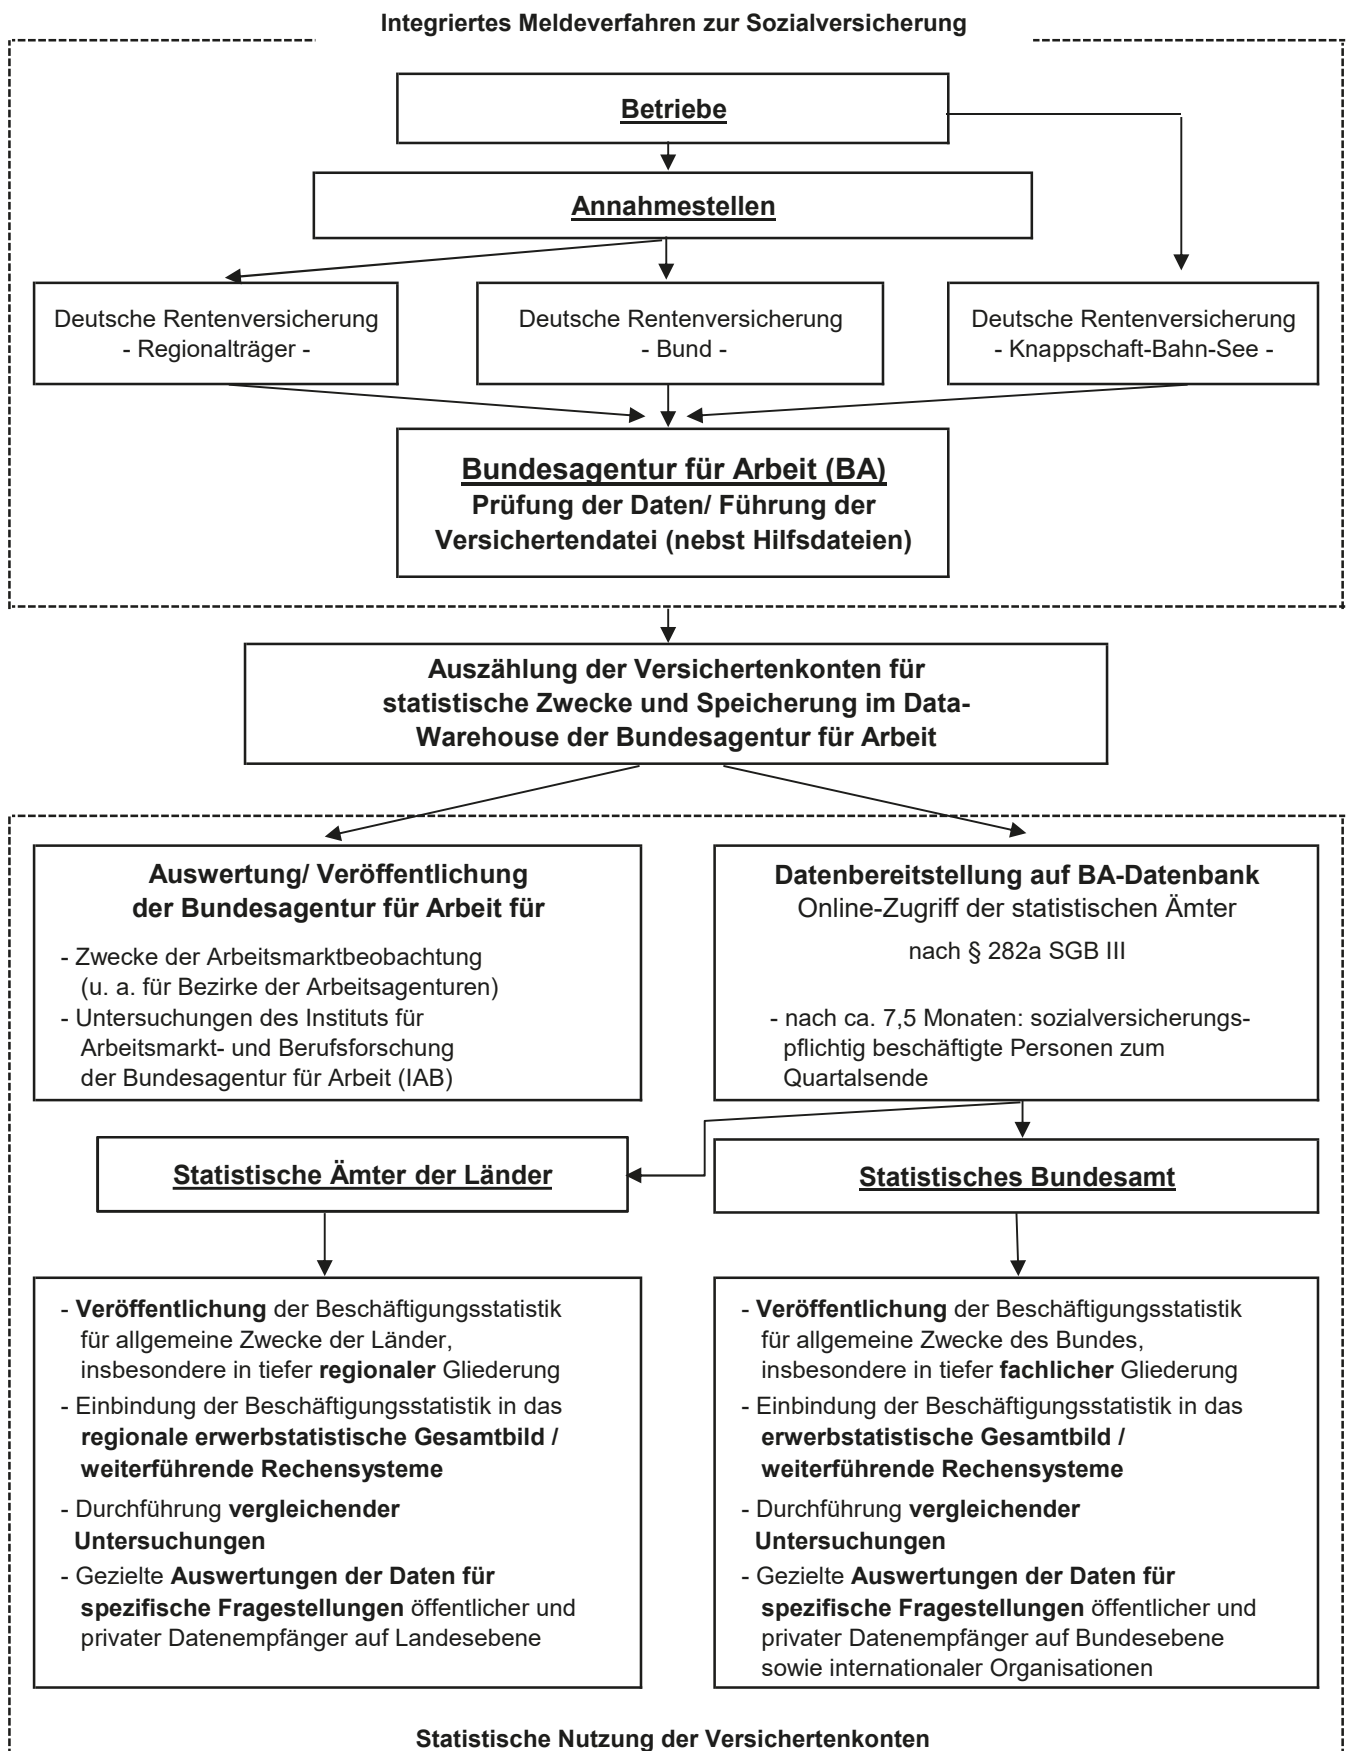 Integriertes Meldeverfahren zur Sozialversicherung
Betriebe
Annahmestellen
Deutsche Rentenversicherung
- Regionalträger -
Deutsche Rentenversicherung
- Bund -
Deutsche Rentenversicherung
- Knappschaft-Bahn-See -
Bundesagentur für Arbeit (BA)
Prüfung der Daten/ Führung der
Versichertendatei (nebst Hilfsdateien)
Auszählung der Versichertenkonten für
statistische Zwecke und Speicherung im Data-
Warehouse der Bundesagentur für Arbeit
Auswertung/ Veröffentlichung
der Bundesagentur für Arbeit für
- Zwecke der Arbeitsmarktbeobachtung
(u. a. für Bezirke der Arbeitsagenturen)
- Untersuchungen des Instituts für
Arbeitsmarkt- und Berufsforschung
der Bundesagentur für Arbeit (IAB)
Datenbereitstellung auf BA-Datenbank
Online-Zugriff der statistischen Ämter
nach § 282a SGB III
- nach ca. 7,5 Monaten: sozialversicherungs-
pflichtig beschäftigte Personen zum
Quartalsende
Statistische Ämter der Länder
Statistisches Bundesamt
- Veröffentlichung der Beschäftigungsstatistik
für allgemeine Zwecke der Länder,
insbesondere in tiefer regionaler Gliederung
- Einbindung der Beschäftigungsstatistik in das
regionale erwerbstatistische Gesamtbild /
weiterführende Rechensysteme
- Durchführung vergleichender
Untersuchungen
- Gezielte Auswertungen der Daten für
spezifische Fragestellungen öffentlicher und
privater Datenempfänger auf Landesebene
- Veröffentlichung der Beschäftigungsstatistik
für allgemeine Zwecke des Bundes,
insbesondere in tiefer fachlicher Gliederung
- Einbindung der Beschäftigungsstatistik in das
erwerbstatistische Gesamtbild /
weiterführende Rechensysteme
- Durchführung vergleichender
Untersuchungen
- Gezielte Auswertungen der Daten für
spezifische Fragestellungen öffentlicher und
privater Datenempfänger auf Bundesebene
sowie internationaler Organisationen
Statistische Nutzung der Versichertenkonten